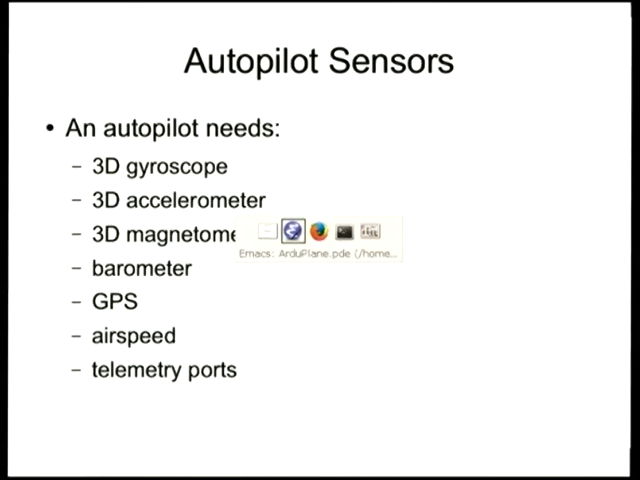 Autopilot Sensors
• An autopilot needs:
– 3D gyroscope
– 3D accelerometer
– 3D magnetome
– barometer
– GPS
– airspeed
– telemetry ports
Emacs: ArduPlane.pde (/home...